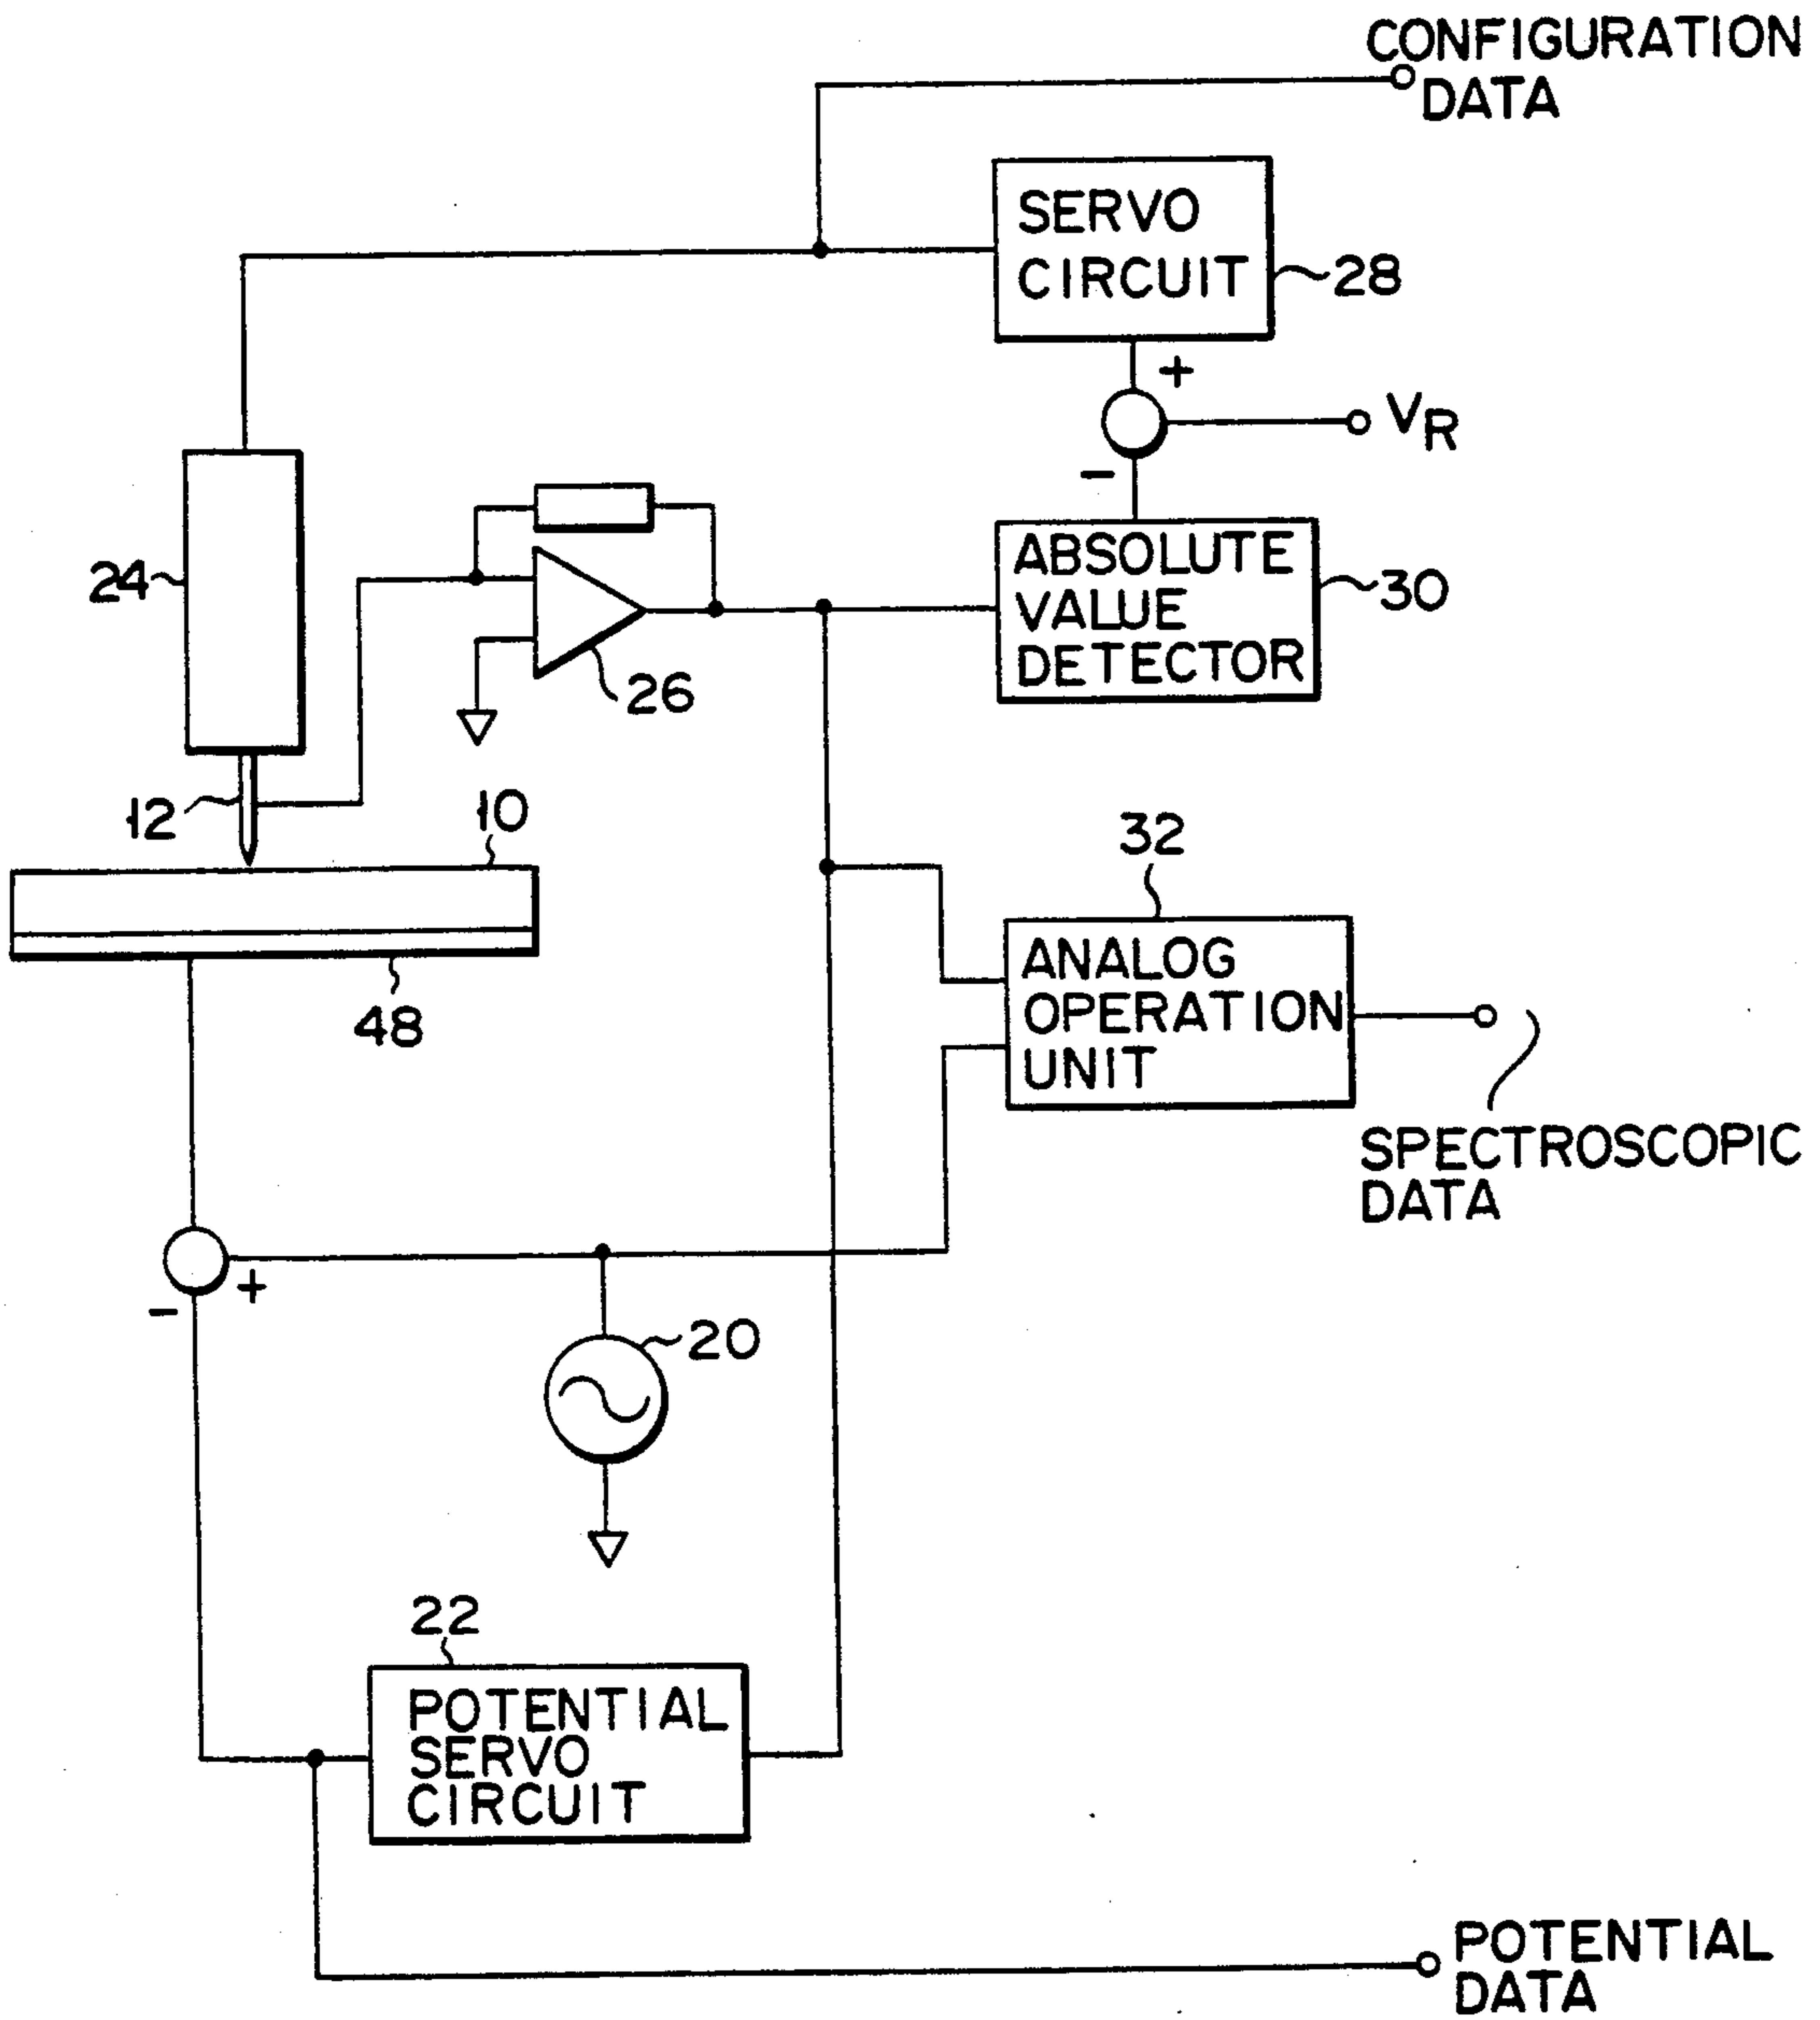 CONFIGURATION
DATA
SERVO
CIRCUIT
28
+
VR
−
24
ABSOLUTE
VALUE
DETECTOR
30
26
12
10
32
48
ANALOG
OPERATION
UNIT
SPECTROSCOPIC
DATA
+
−
20
22
POTENTIAL
SERVO
CIRCUIT
POTENTIAL
DATA